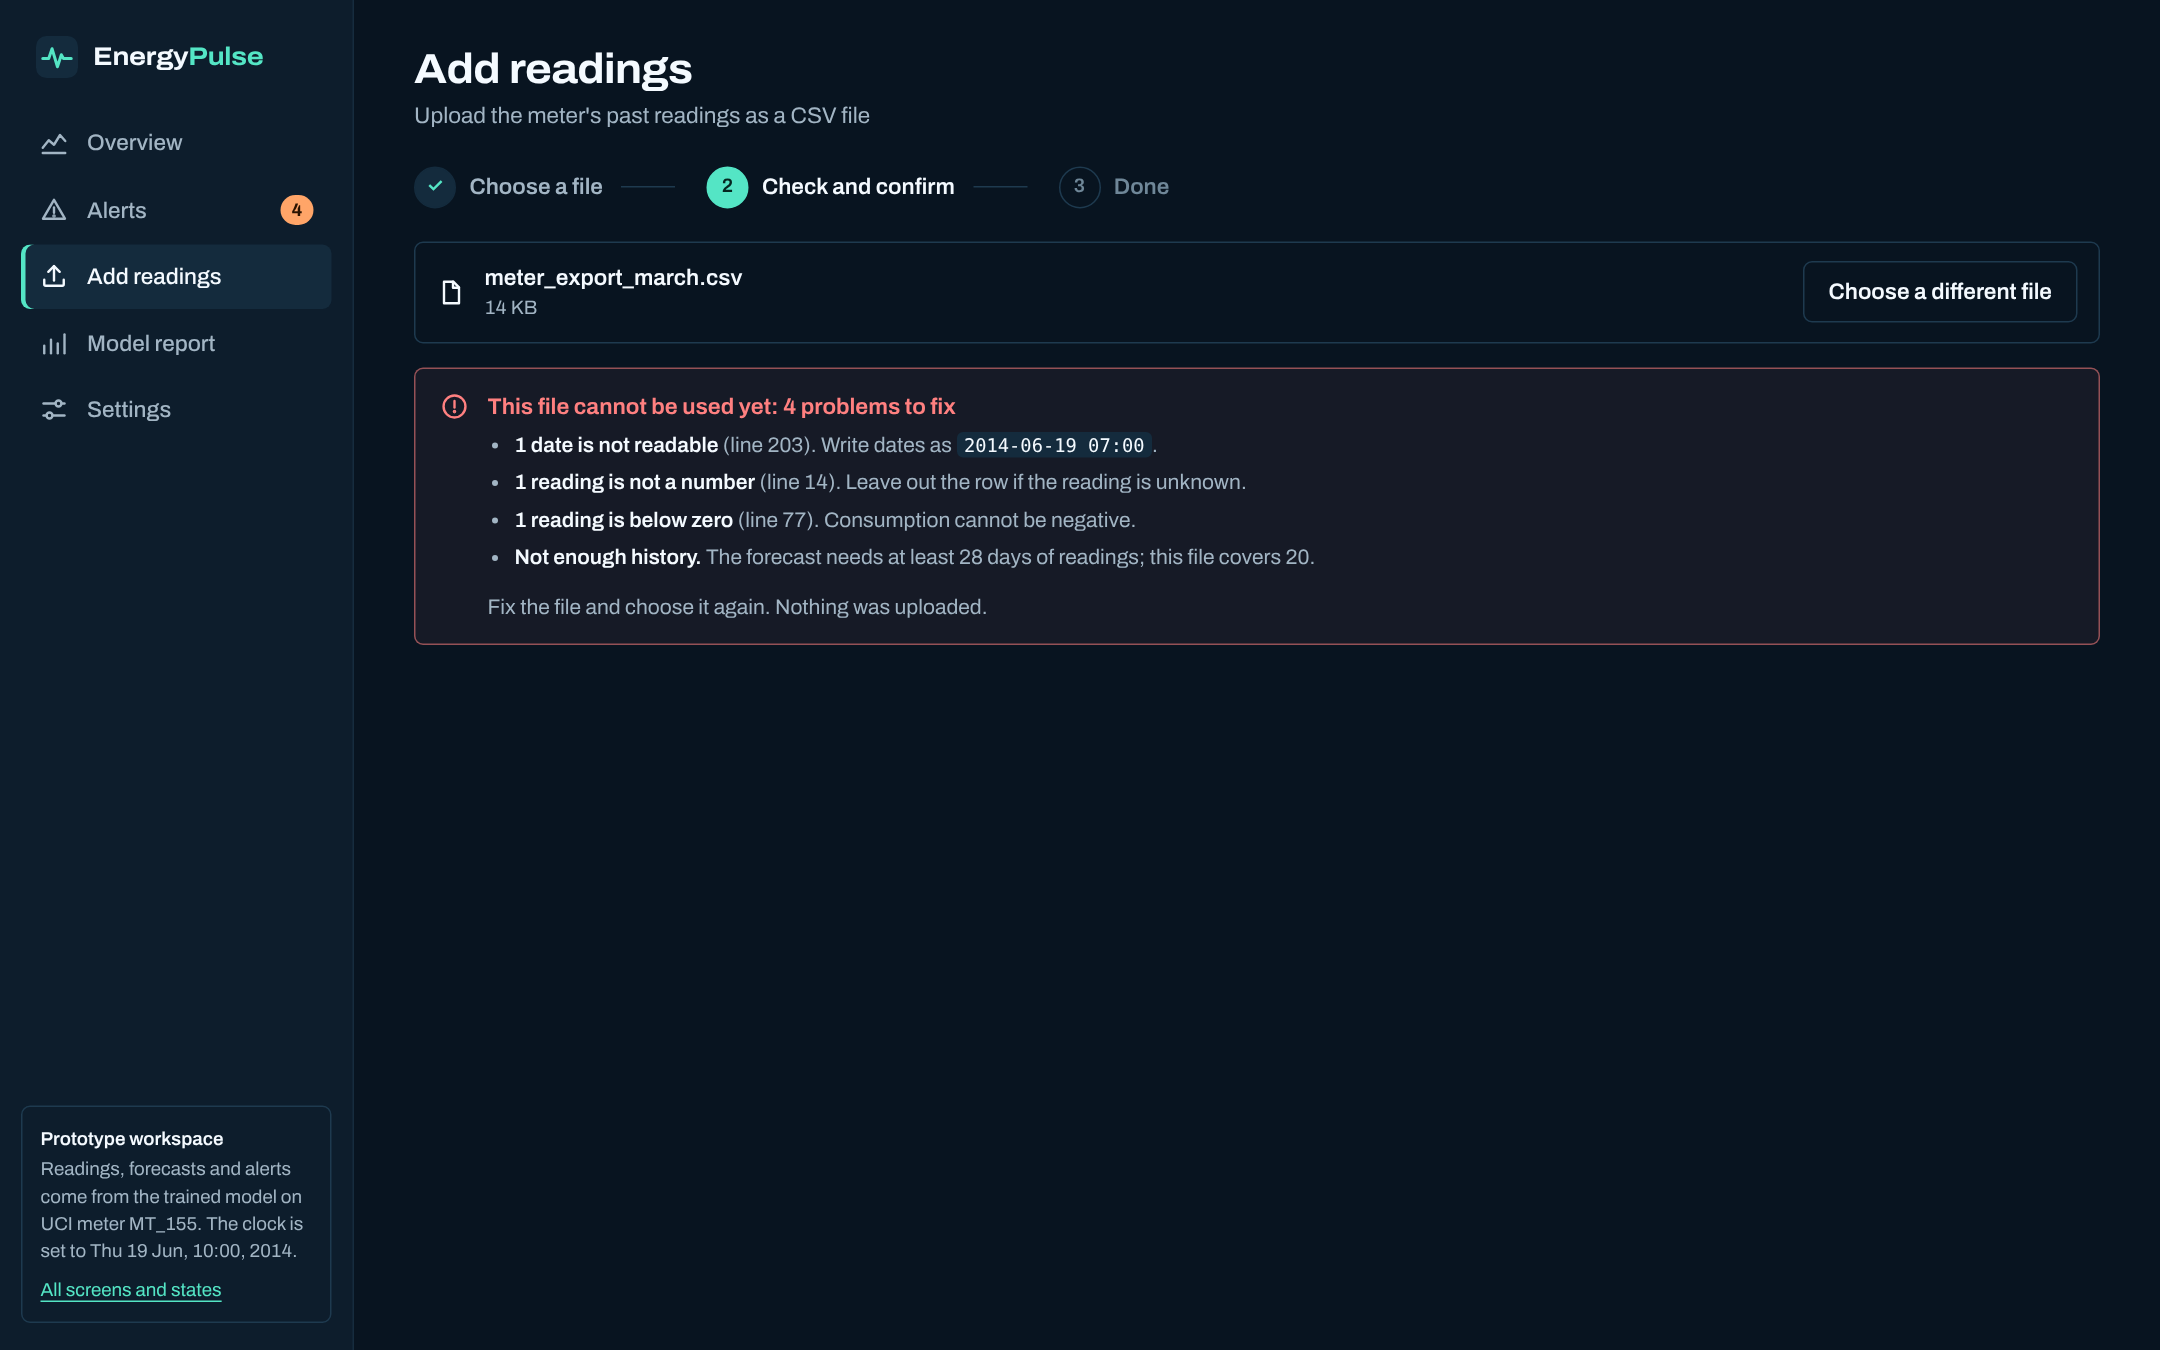 EnergyPulse
Overview
Alerts
4
Add readings
Model report
Settings
Prototype workspace
Readings, forecasts and alerts
come from the trained model on
UCI meter MT_155. The clock is
set to Thu 19 Jun, 10:00, 2014.
All screens and states
Add readings
Upload the meter's past readings as a CSV file
Choose a file
2 Check and confirm
3 Done
meter_export_march.csv
14 KB
Choose a different file
This file cannot be used yet: 4 problems to fix
• 1 date is not readable (line 203). Write dates as 2014-06-19 07:00.
• 1 reading is not a number (line 14). Leave out the row if the reading is unknown.
• 1 reading is below zero (line 77). Consumption cannot be negative.
• Not enough history. The forecast needs at least 28 days of readings; this file covers 20.
Fix the file and choose it again. Nothing was uploaded.